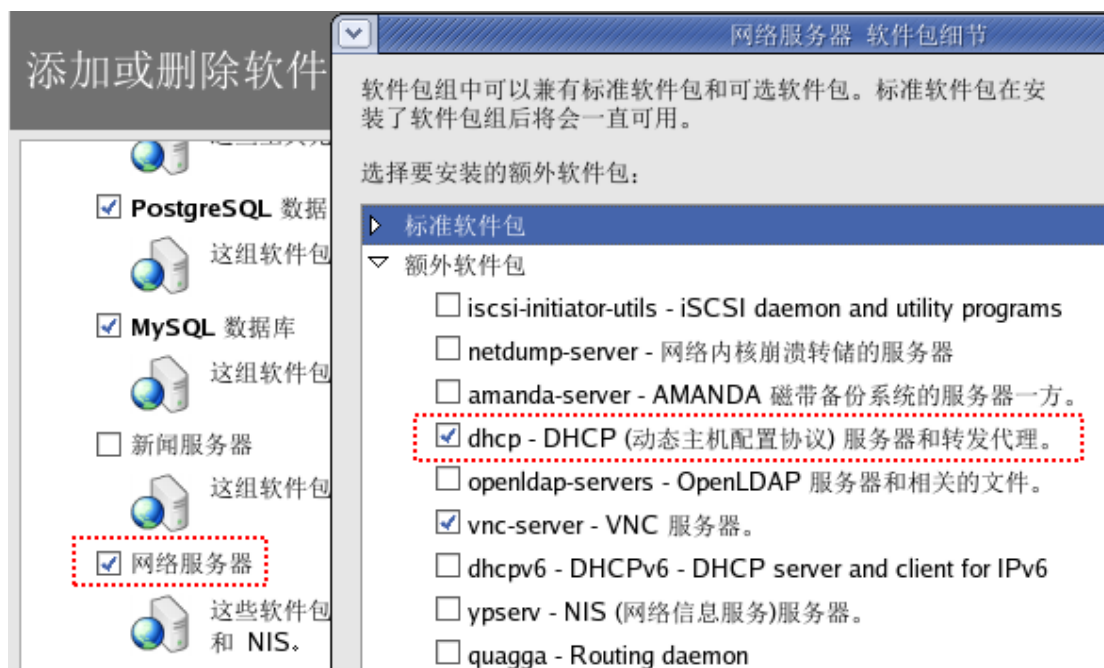 网络服务器 软件包细节
添加或删除软件
软件包组中可以兼有标准软件包和可选软件包。标准软件包在安
装了软件包组后将会一直可用。
选择要安装的额外软件包：
标准软件包
额外软件包
iscsi-initiator-utils - iSCSI daemon and utility programs
netdump-server - 网络内核崩溃转储的服务器
amanda-server - AMANDA 磁带备份系统的服务器一方。
dhcp - DHCP (动态主机配置协议) 服务器和转发代理。
openldap-servers - OpenLDAP 服务器和相关的文件。
vnc-server - VNC 服务器。
dhcpv6 - DHCPv6 - DHCP server and client for IPv6
ypserv - NIS (网络信息服务)服务器。
quagga - Routing daemon
PostgreSQL 数据
这组软件包
MySQL 数据库
这组软件包
新闻服务器
这组软件包
网络服务器
这些软件包
和 NIS。